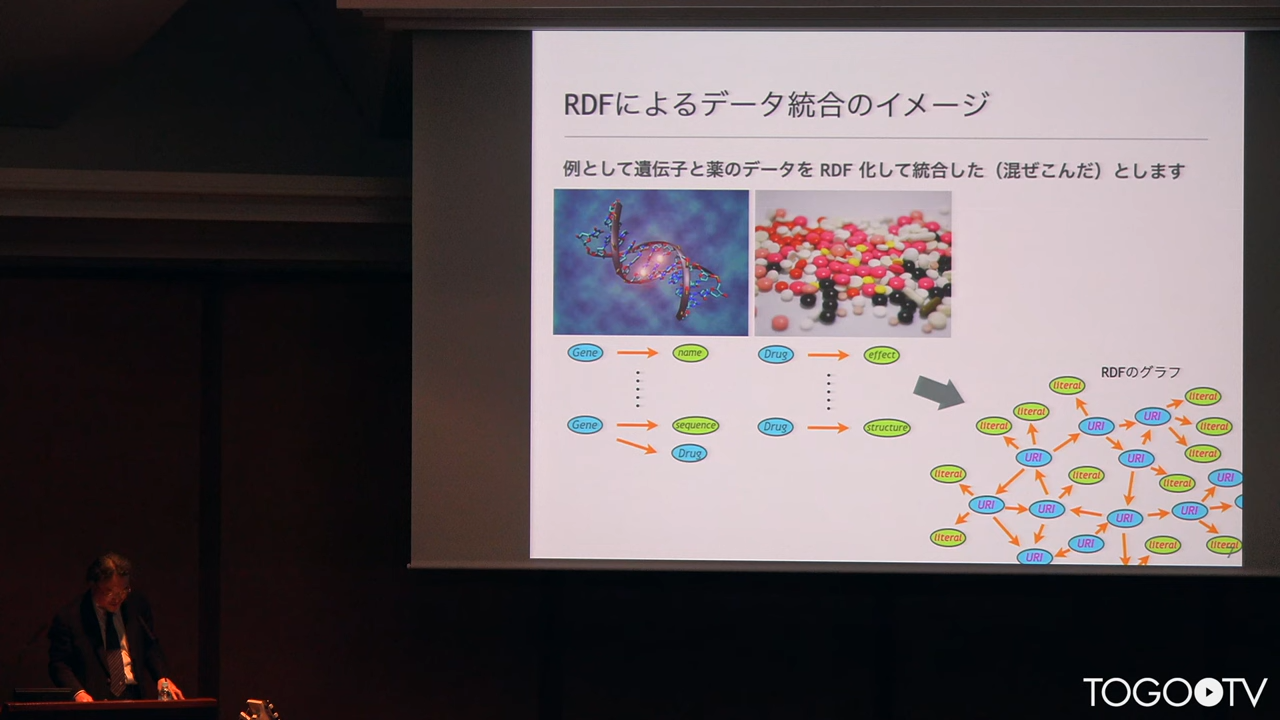 RDFによるデータ統合のイメージ
例として遺伝子と薬のデータを RDF 化して統合した（混ぜこんだ）とします
Gene name Drug effect
Gene sequence Drug structure
Drug
RDFのグラフ
literal literal
literal URI URI
literal URI literal
URI URI literal
literal literal literal URI
URI URI URI URI
literal URI literal literal
URI
7
TOGO TV